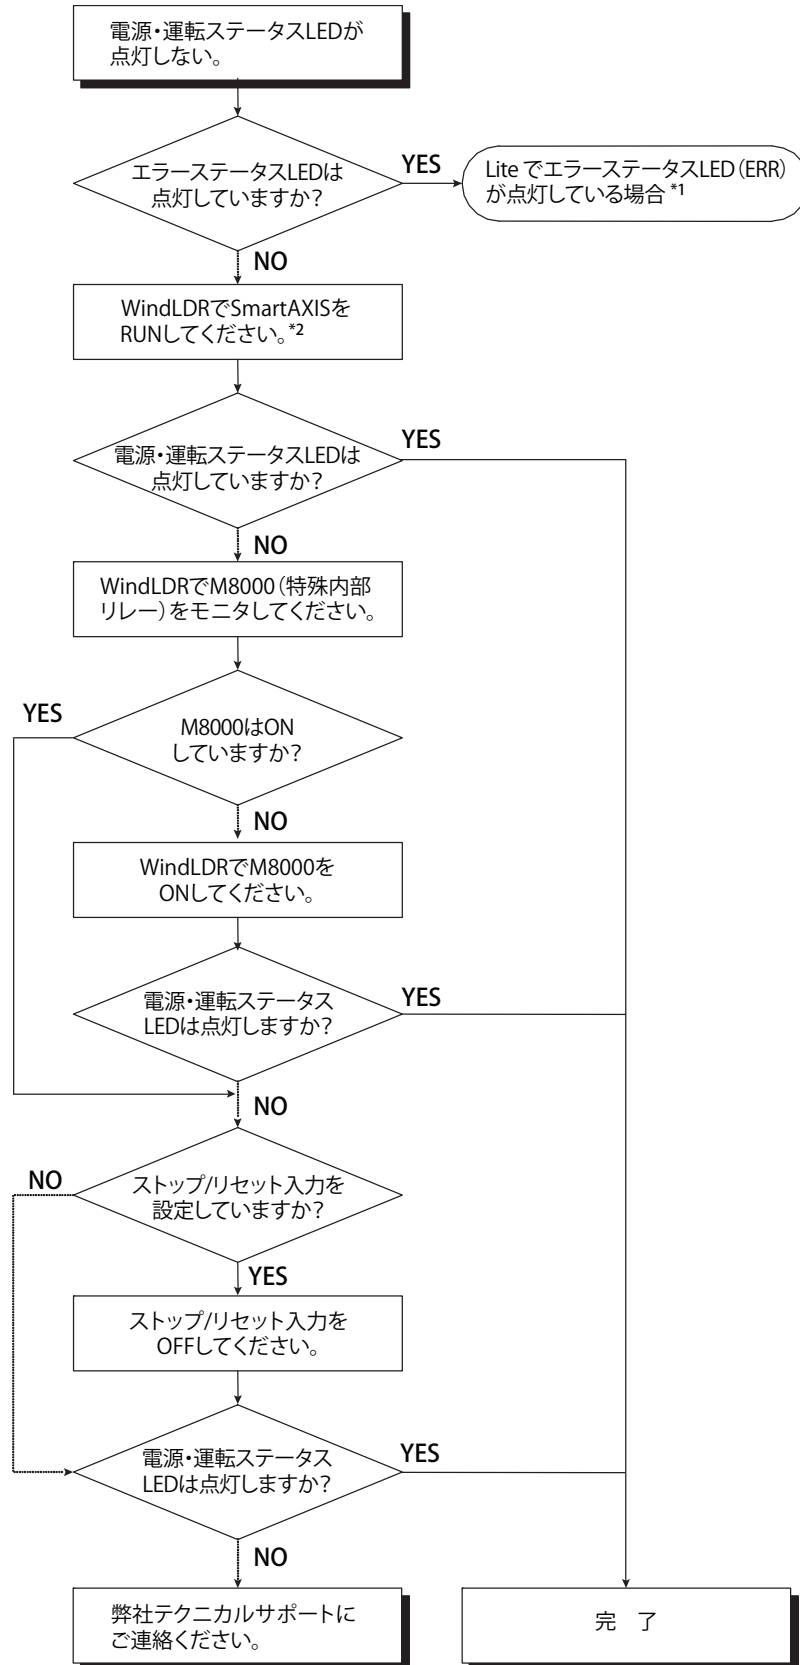 電源・運転ステータスLEDが
点灯しない。
エラーステータスLEDは
点灯していますか?
YES
Lite でエラーステータスLED(ERR)
が点灯している場合 *1
NO
WindLDRでSmartAXISを
RUNしてください。*2
電源・運転ステータスLEDは
点灯していますか?
YES
NO
WindLDRでM8000(特殊内部
リレー)をモニタしてください。
YES
M8000はON
していますか?
NO
WindLDRでM8000を
ONしてください。
電源・運転ステータス
LEDは点灯しますか?
YES
NO
NO
ストップ/リセット入力を
設定していますか?
YES
ストップ/リセット入力を
OFFしてください。
電源・運転ステータス
LEDは点灯しますか?
YES
NO
弊社テクニカルサポートに
ご連絡ください。
完 了